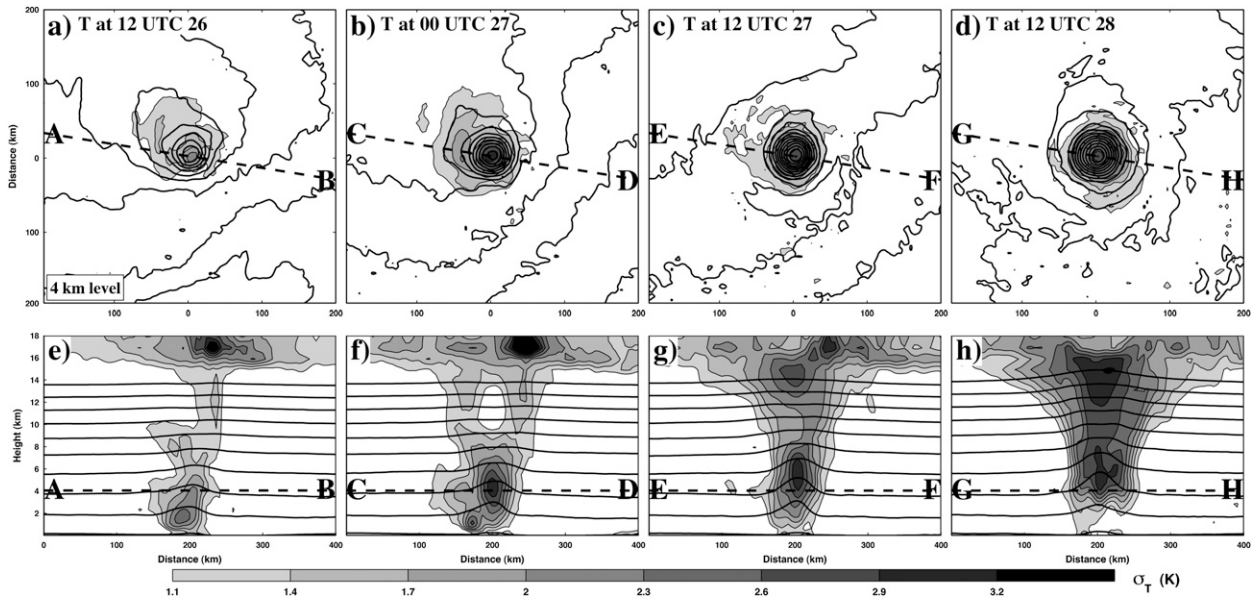 a) T at 12 UTC 26
b) T at 00 UTC 27
c) T at 12 UTC 27
d) T at 12 UTC 28
200
100
0
100
200
Distance (km)
A
B
C
D
E
F
G
H
4 km level
100 0 100 200
100 0 100 200
100 0 100 200
100 0 100 200
e)
f)
g)
h)
18
16
14
12
10
8
6
4
2
Height (km)
A
B
C
D
E
F
G
H
0 100 200 300 400
0 100 200 300 400
0 100 200 300 400
0 100 200 300 400
Distance (km)
Distance (km)
Distance (km)
Distance (km)
1.1 1.4 1.7 2 2.3 2.6 2.9 3.2
σT (K)